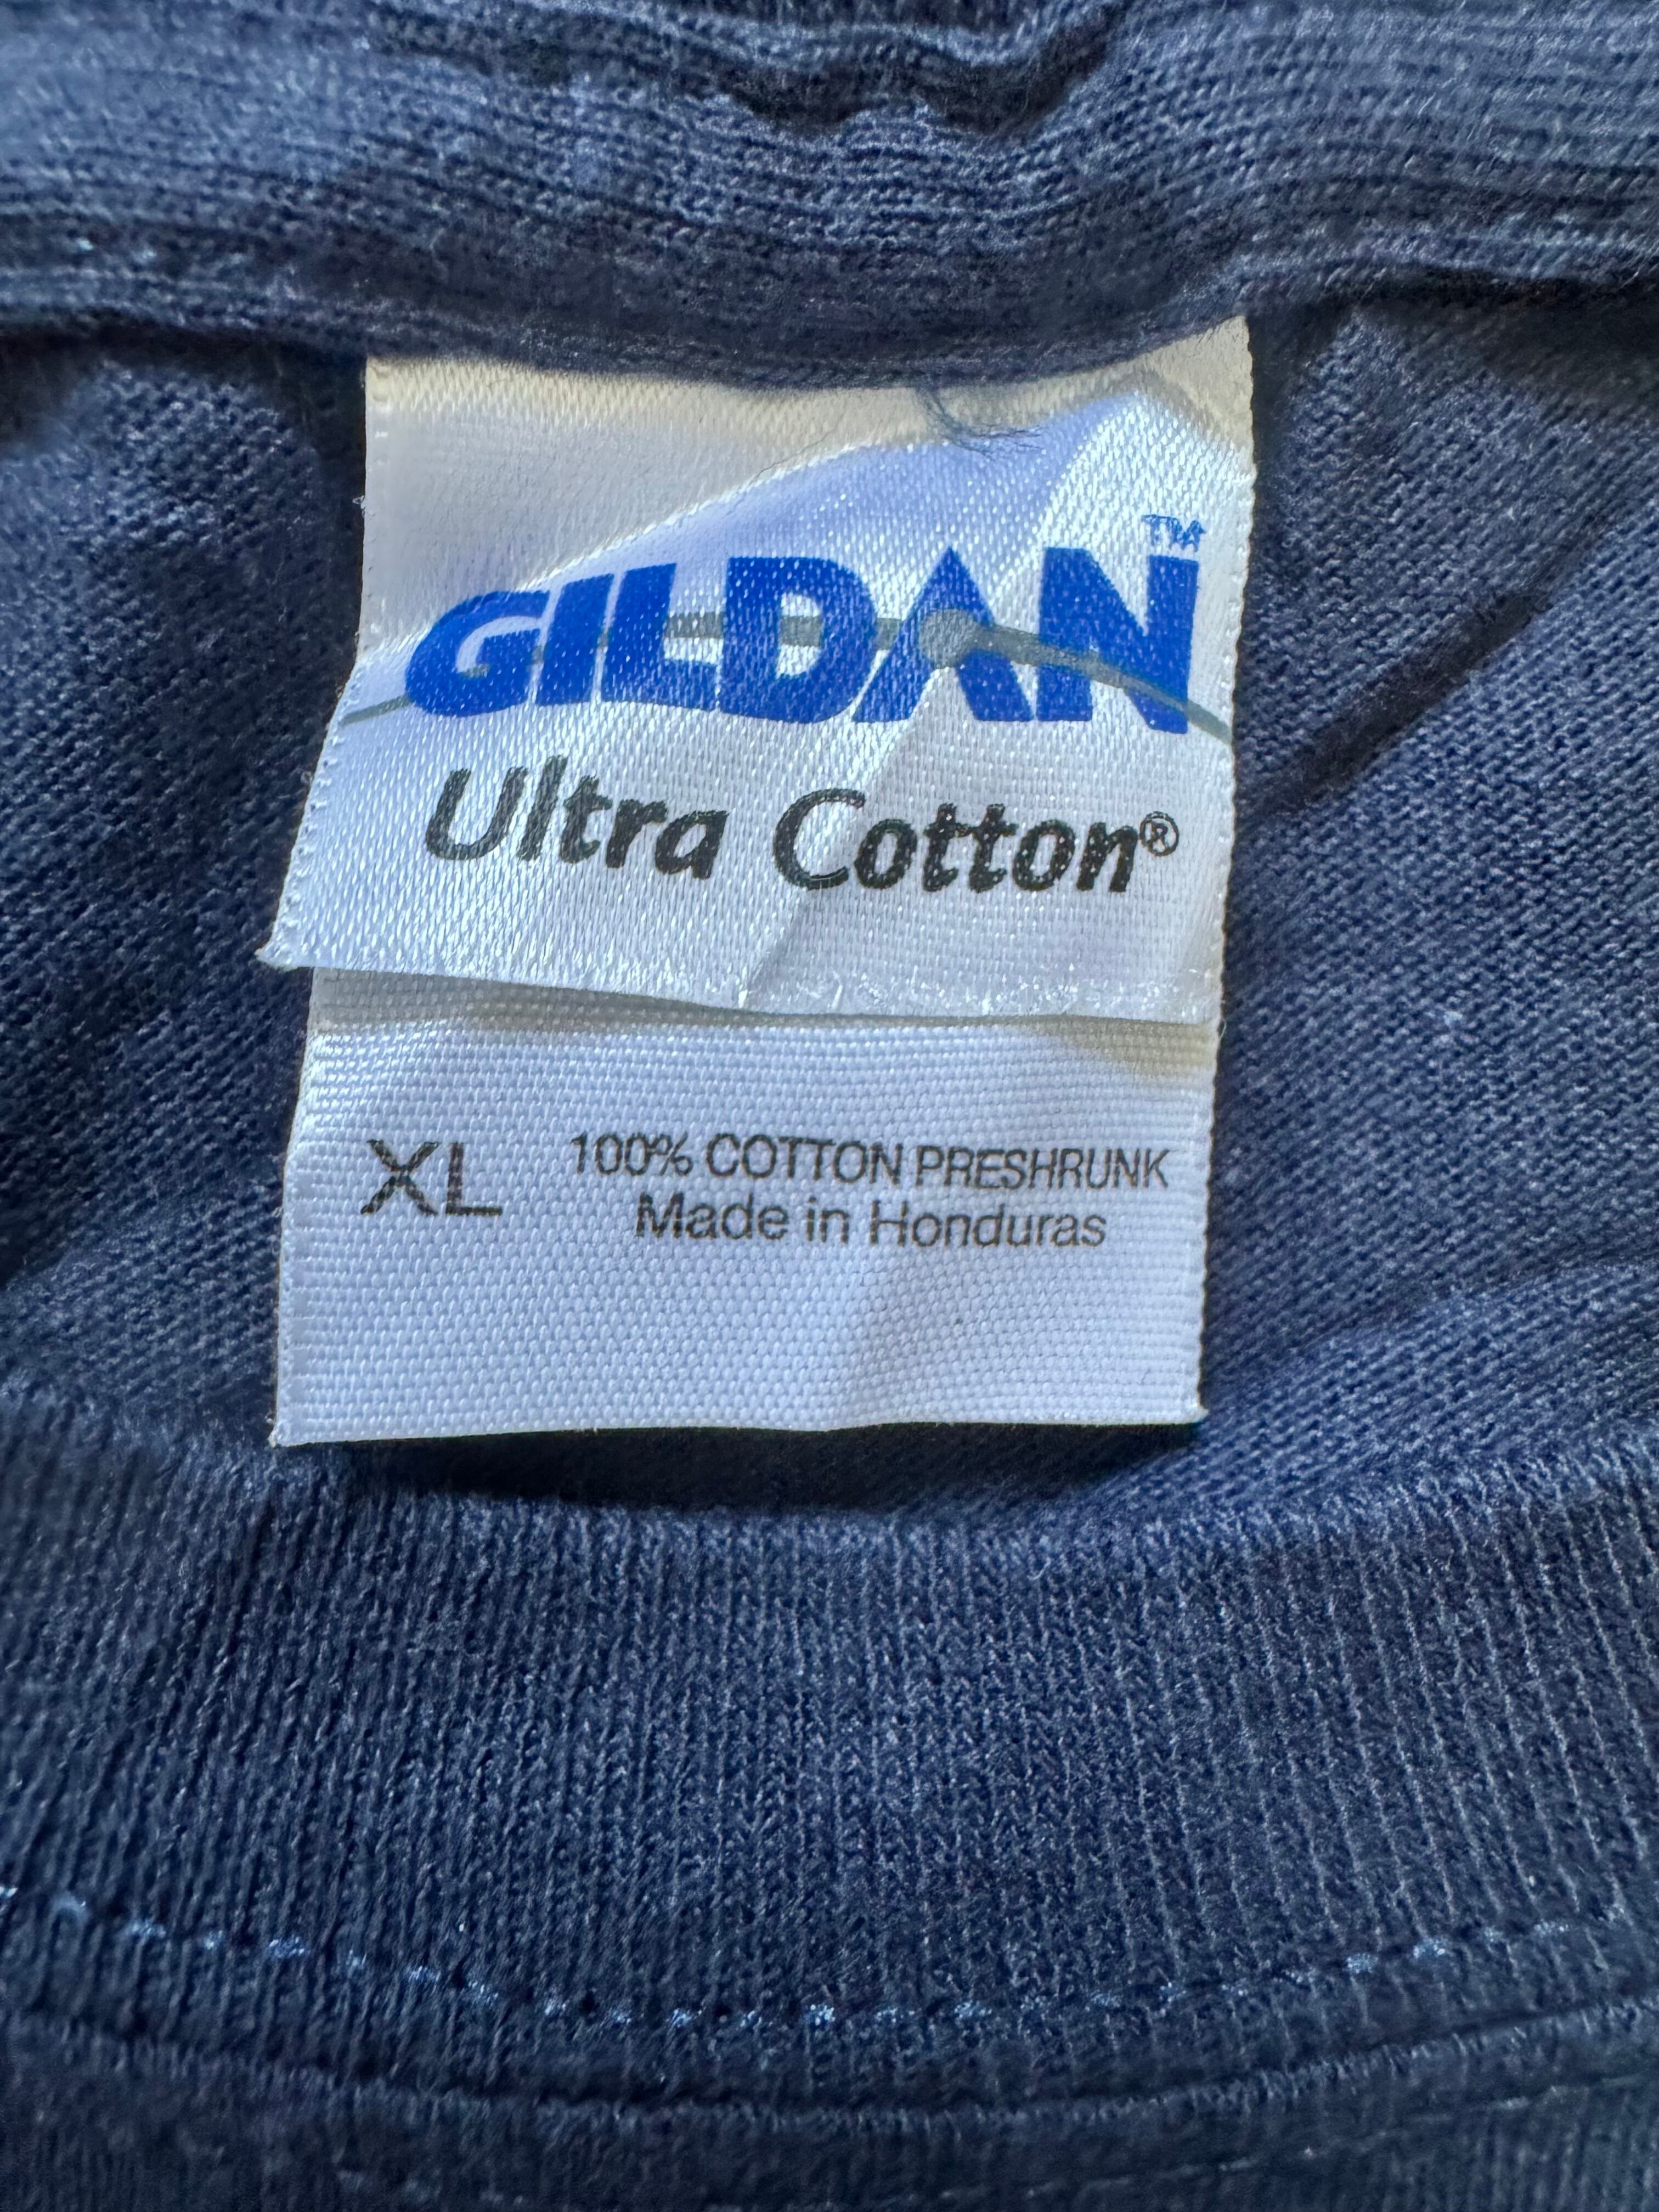 GILDAN™
Ultra Cotton®
XL 100% COTTON PRESHRUNK
Made in Honduras